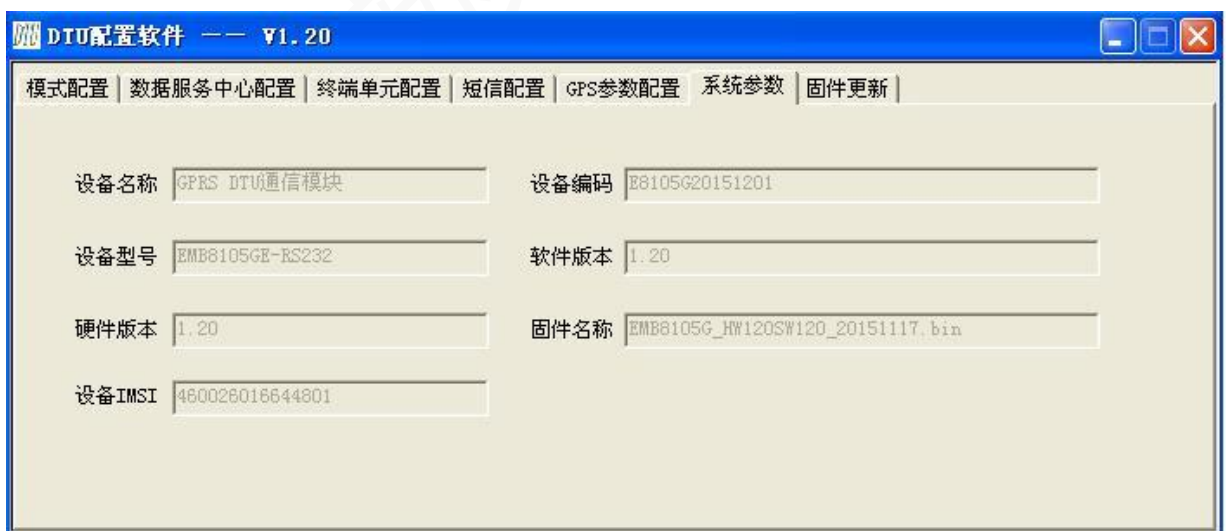 DTU配置软件 —— V1.20
模式配置 数据服务中心配置 终端单元配置 短信配置 GPS参数配置 系统参数 固件更新
设备名称 GPRS DTU通信模块 设备编码 E8105G20151201
设备型号 EMB8105GE-RS232 软件版本 1.20
硬件版本 1.20 固件名称 EMB8105G_HW120SW120_20151117.bin
设备IMSI 460026016644801